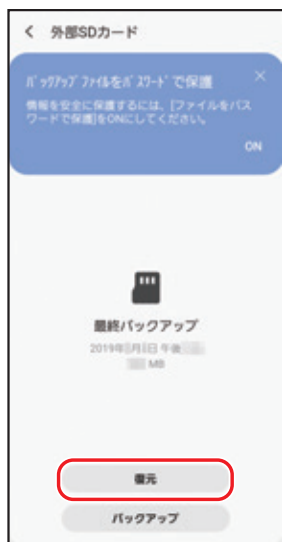 外部SDカード
バックアップ ファイルをパスワードで保護
情報を安全に保護するには、[ファイルをパス
ワードで保護]をONにしてください。
ON
最終バックアップ
2019年 月 日 午後
MB
復元
バックアップ